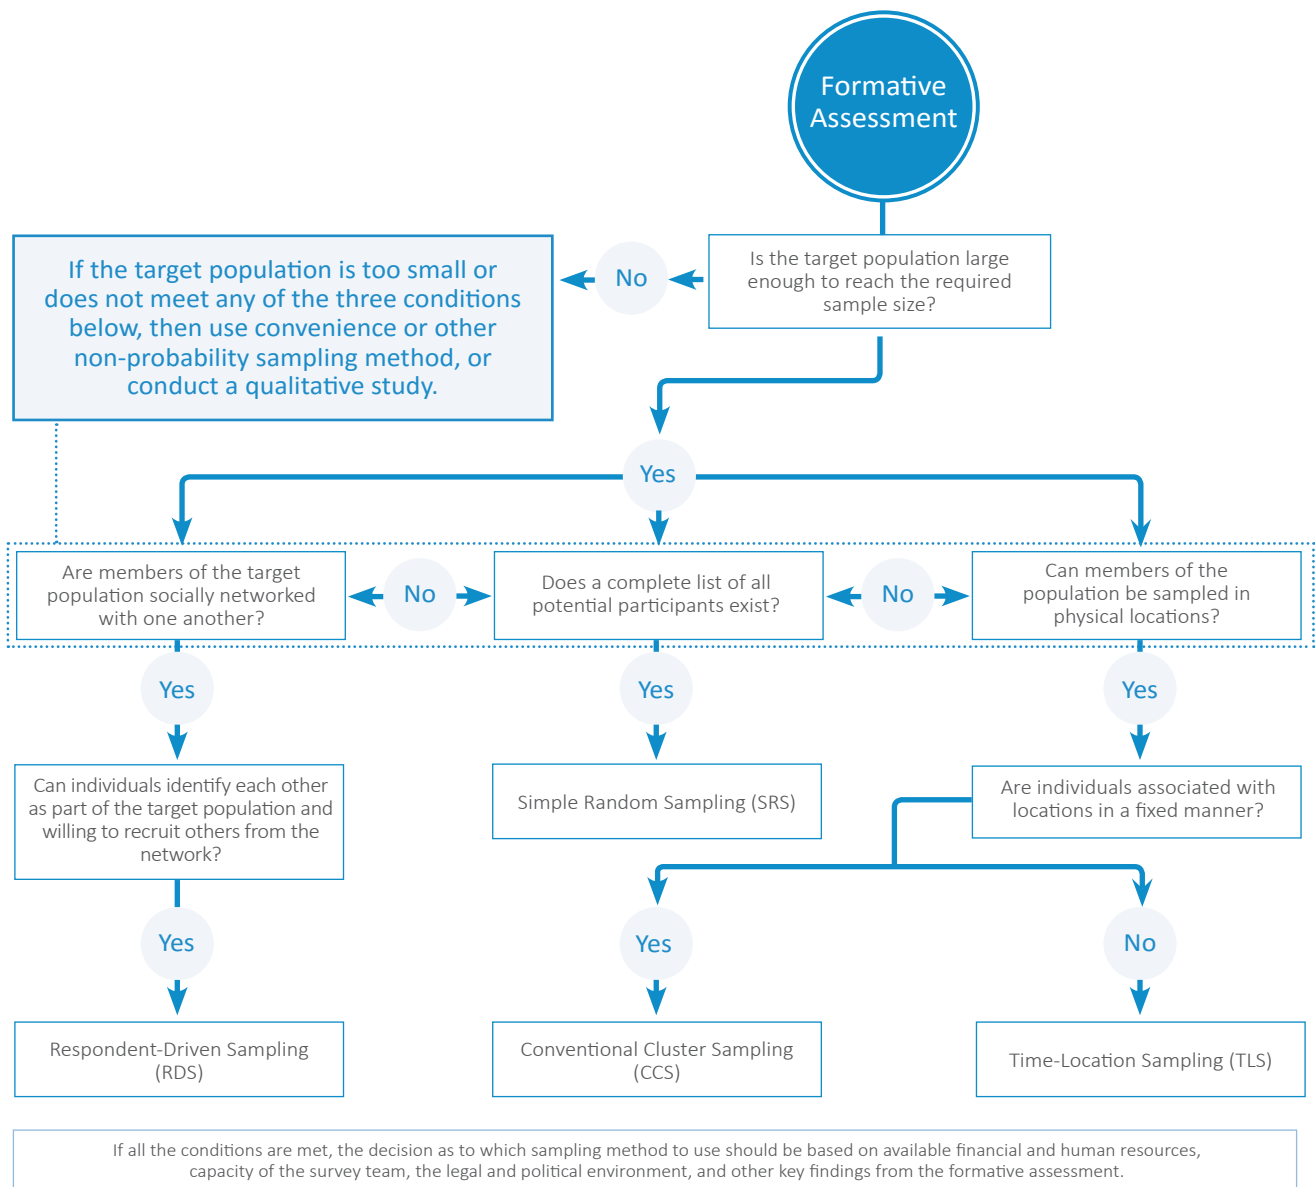 Formative
Assessment
Is the target population large
enough to reach the required
sample size?
No
If the target population is too small or
does not meet any of the three conditions
below, then use convenience or other
non-probability sampling method, or
conduct a qualitative study.
Yes
Are members of the target
population socially networked
with one another?
No
Does a complete list of all
potential participants exist?
No
Can members of the
population be sampled in
physical locations?
Yes
Yes
Yes
Can individuals identify each other
as part of the target population and
willing to recruit others from the
network?
Simple Random Sampling (SRS)
Are individuals associated with
locations in a fixed manner?
Yes
Yes
No
Respondent-Driven Sampling
(RDS)
Conventional Cluster Sampling
(CCS)
Time-Location Sampling (TLS)
If all the conditions are met, the decision as to which sampling method to use should be based on available financial and human resources,
capacity of the survey team, the legal and political environment, and other key findings from the formative assessment.